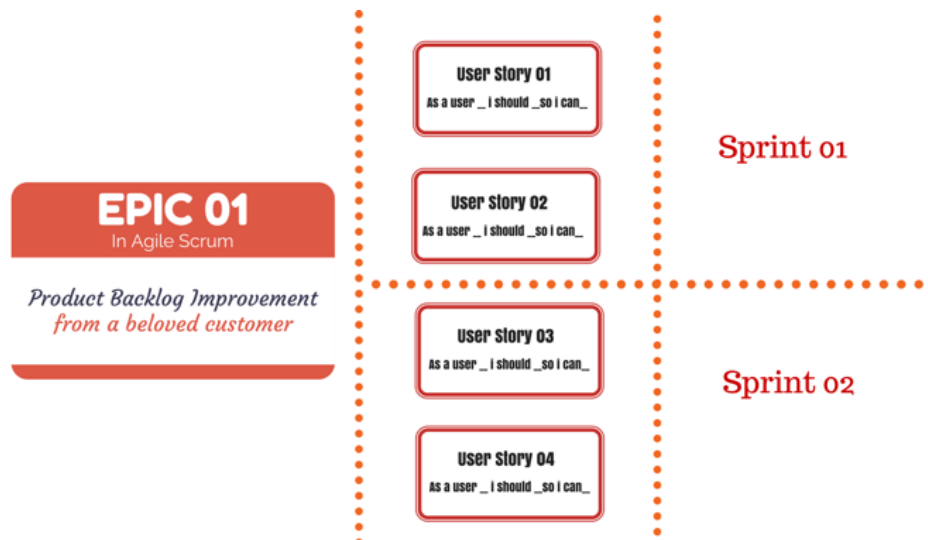 EPIC 01
In Agile Scrum
Product Backlog Improvement
from a beloved customer
User Story 01
As a user _ i should _so i can_
User Story 02
As a user _ i should _so i can_
Sprint 01
User Story 03
As a user _ i should _so i can_
User Story 04
As a user _ i should _so i can_
Sprint 02